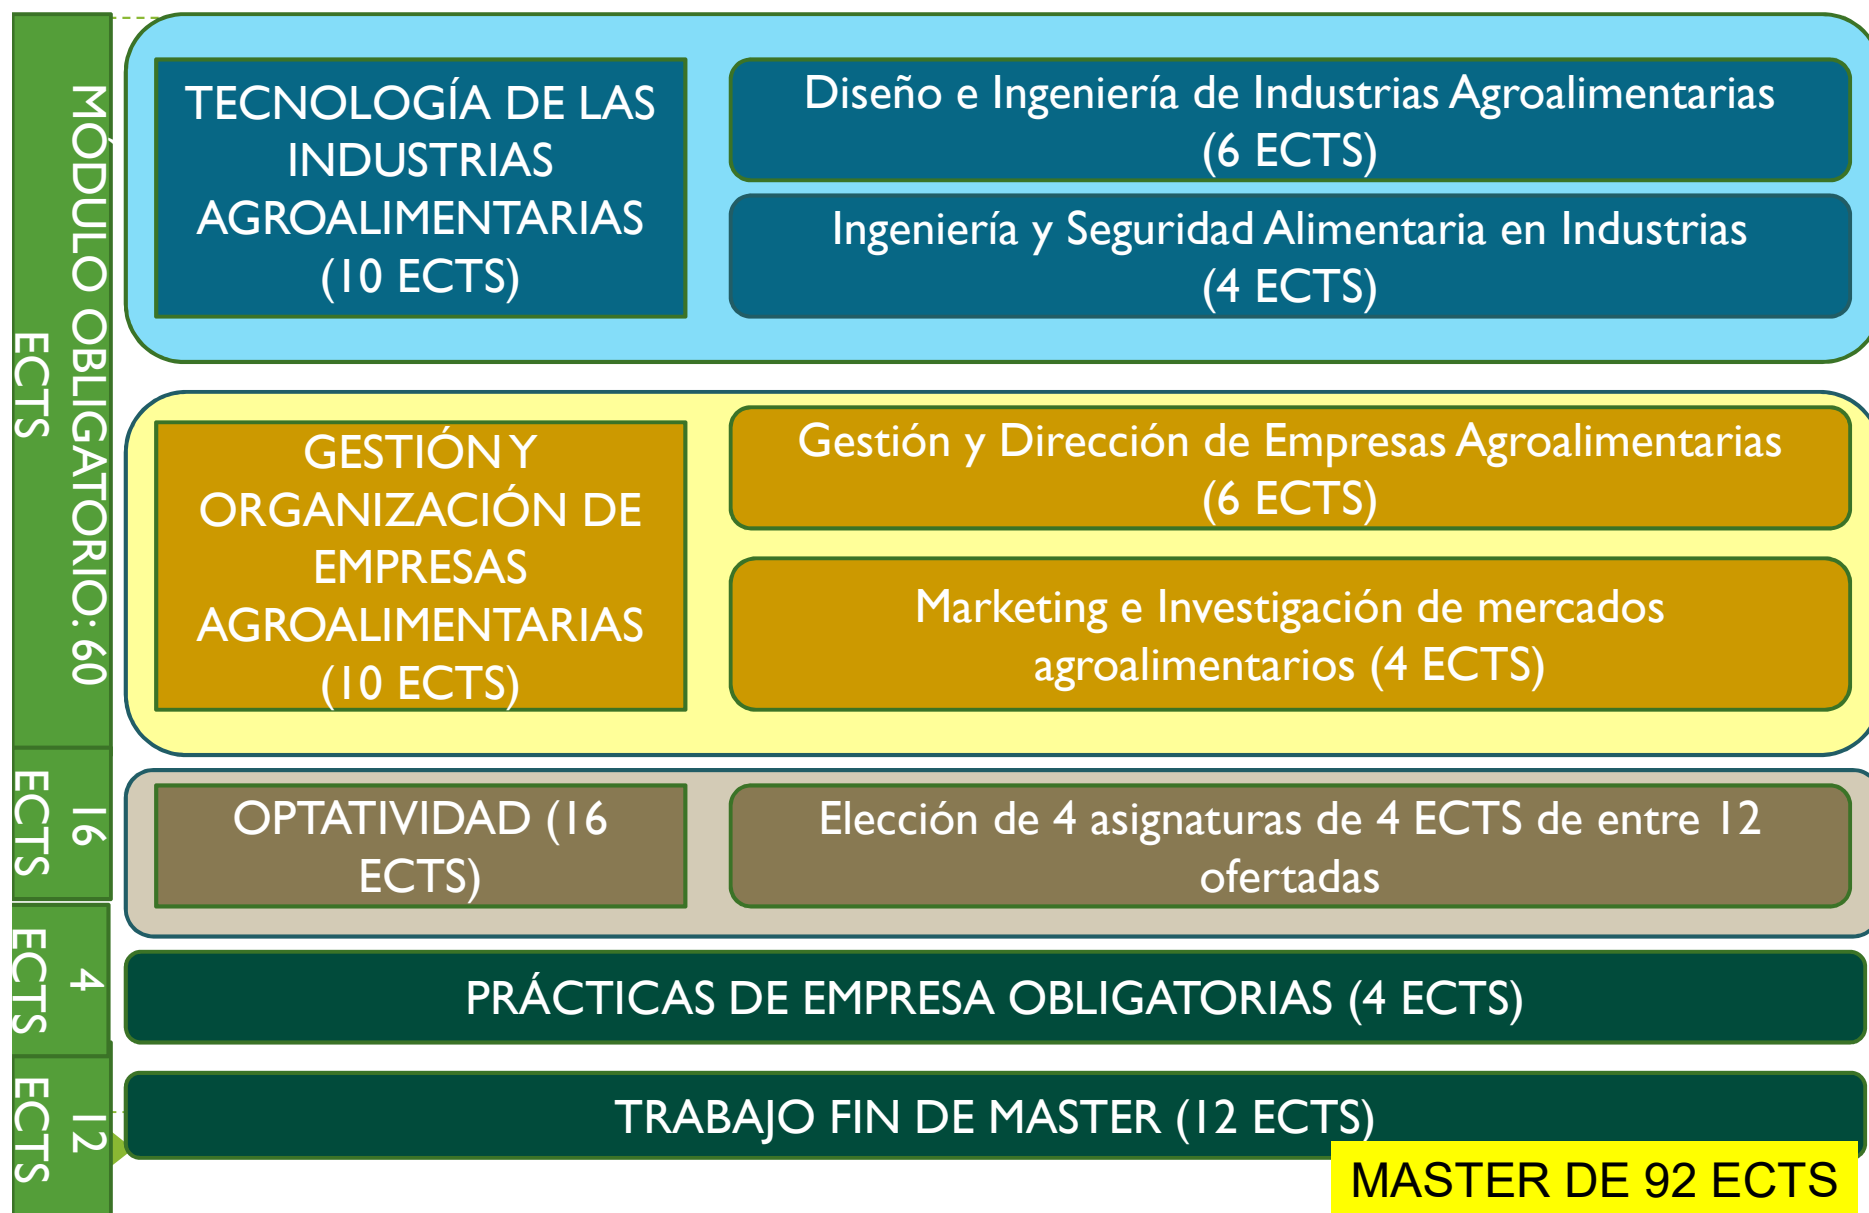 MÓDULO OBLIGATORIO: 60
ECTS
TECNOLOGÍA DE LAS
INDUSTRIAS
AGROALIMENTARIAS
(10 ECTS)
Diseño e Ingeniería de Industrias Agroalimentarias
(6 ECTS)
Ingeniería y Seguridad Alimentaria en Industrias
(4 ECTS)
GESTIÓN Y
ORGANIZACIÓN DE
EMPRESAS
AGROALIMENTARIAS
(10 ECTS)
Gestión y Dirección de Empresas Agroalimentarias
(6 ECTS)
Marketing e Investigación de mercados
agroalimentarios (4 ECTS)
16
ECTS
OPTATIVIDAD (16
ECTS)
Elección de 4 asignaturas de 4 ECTS de entre 12
ofertadas
4
ECTS
PRÁCTICAS DE EMPRESA OBLIGATORIAS (4 ECTS)
12
ECTS
TRABAJO FIN DE MASTER (12 ECTS)
MASTER DE 92 ECTS